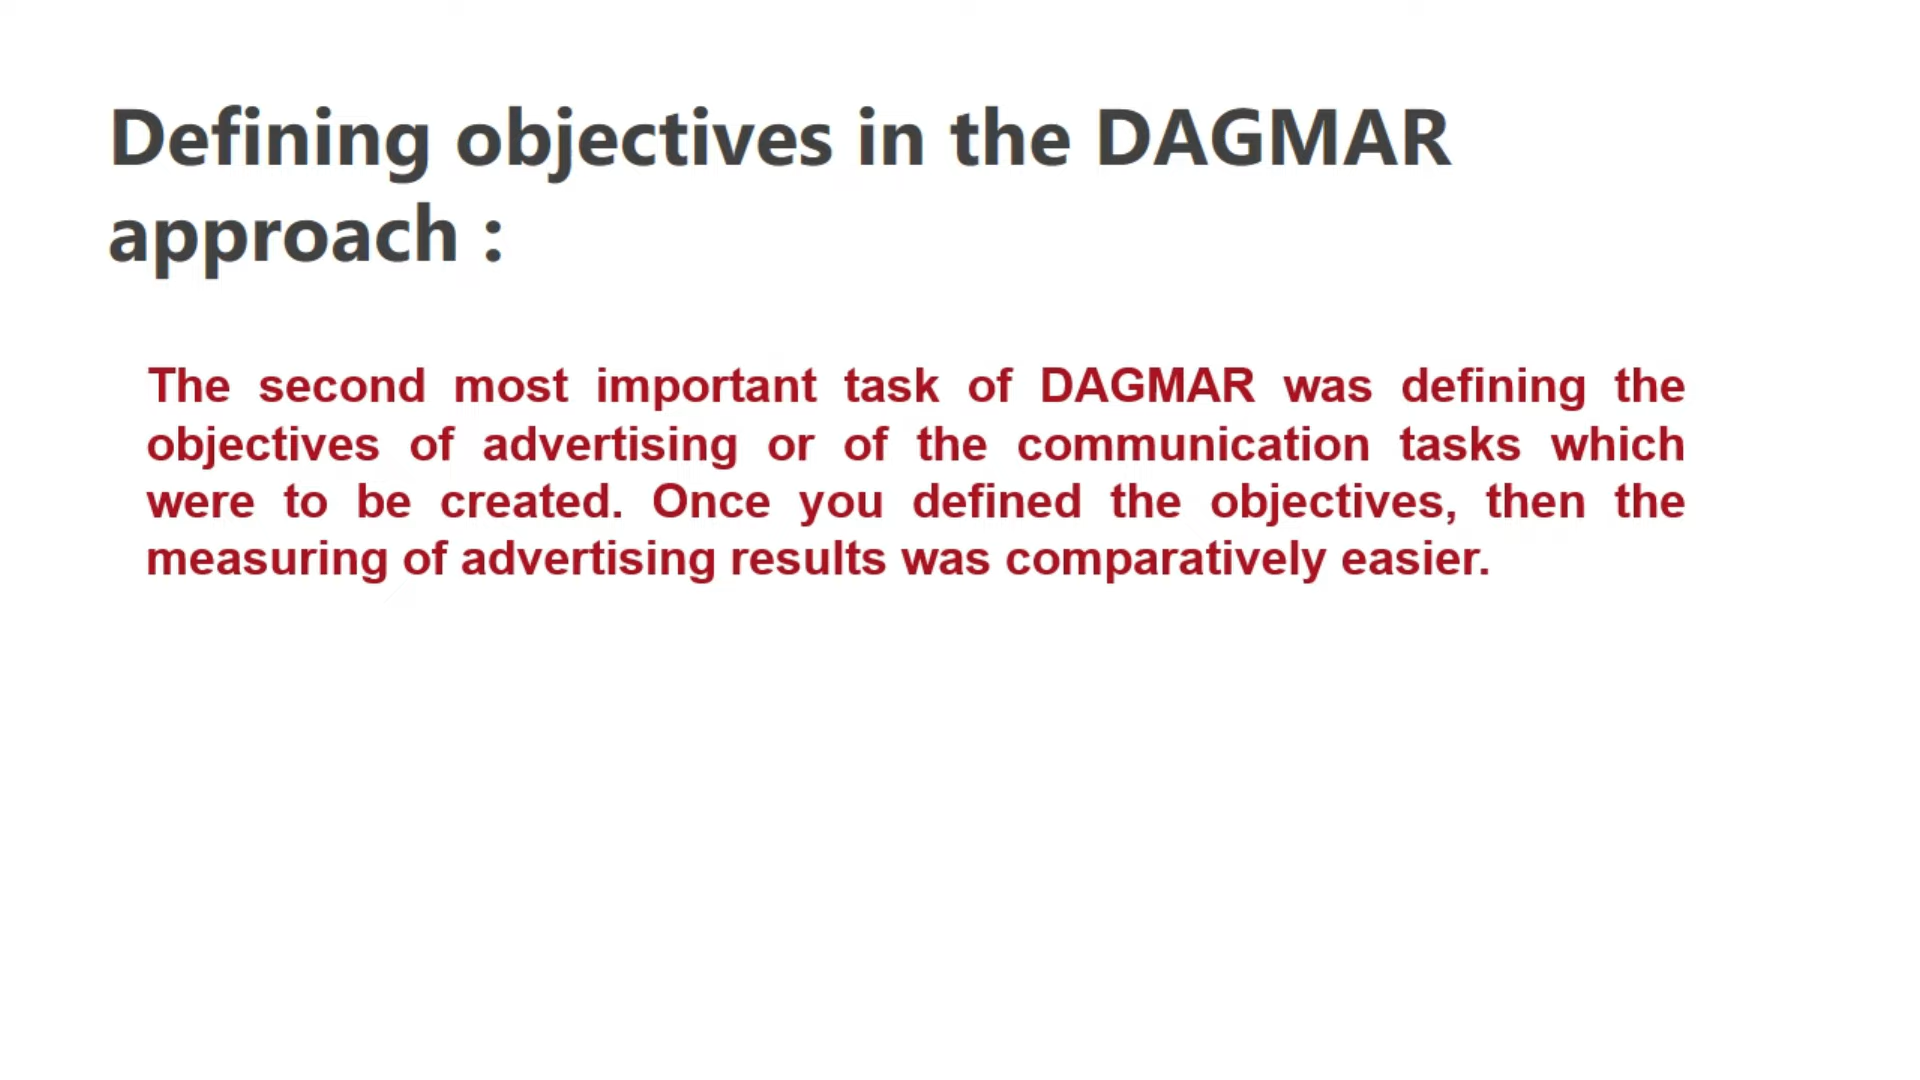 Defining objectives in the DAGMAR
approach :
The second most important task of DAGMAR was defining the
objectives of advertising or of the communication tasks which
were to be created. Once you defined the objectives, then the
measuring of advertising results was comparatively easier.